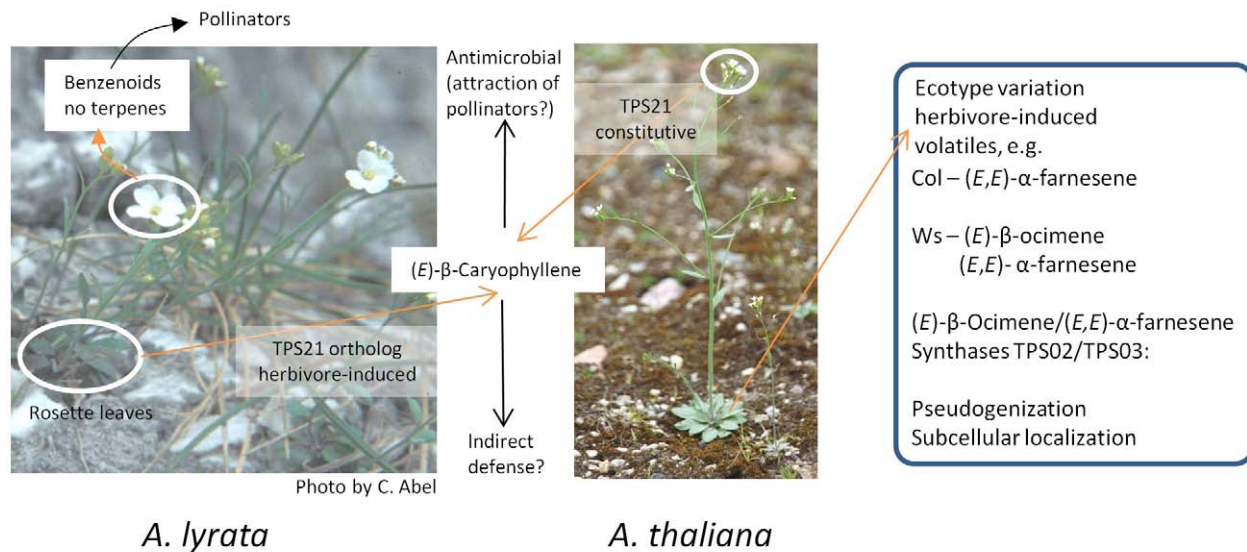 Pollinators
Benzenoids
no terpenes
Rosette leaves
TPS21 ortholog
herbivore-induced
Photo by C. Abel
A. lyrata
Antimicrobial
(attraction of
pollinators?)
(E)-β-Caryophyllene
Indirect
defense?
TPS21
constitutive
A. thaliana
Ecotype variation
herbivore-induced
volatiles, e.g.
Col – (E,E)-α-farnesene
Ws – (E)-β-ocimene
(E,E)- α-farnesene
(E)-β-Ocimene/(E,E)-α-farnesene
Synthases TPS02/TPS03:
Pseudogenization
Subcellular localization